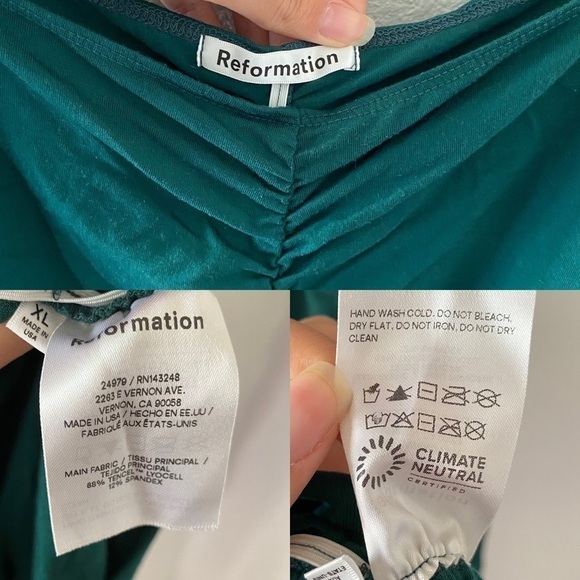 Reformation
XL
MADE IN
USA
Reformation
24979 / RN143248
2263 E VERNON AVE.
VERNON, CA 90058
MADE IN USA / HECHO EN EE.UU /
FABRIQUÉ AUX ÉTATS-UNIS
MAIN FABRIC / TISSU PRINCIPAL /
TEJIDO PRINCIPAL
88% TENCEL™ LYOCELL
12% SPANDEX
HAND WASH COLD. DO NOT BLEACH.
DRY FLAT. DO NOT IRON. DO NOT DRY
CLEAN
CLIMATE
NEUTRAL
CERTIFIED